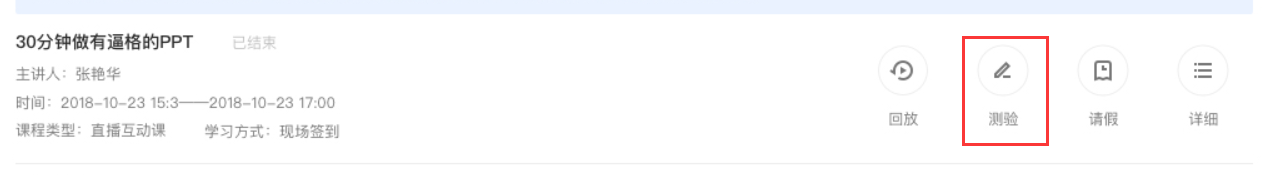 30分钟做有逼格的PPT 已结束
主讲人：张艳华
时间：2018-10-23 15:3——2018-10-23 17:00
课程类型：直播互动课 学习方式：现场签到
回放 测验 请假 详细